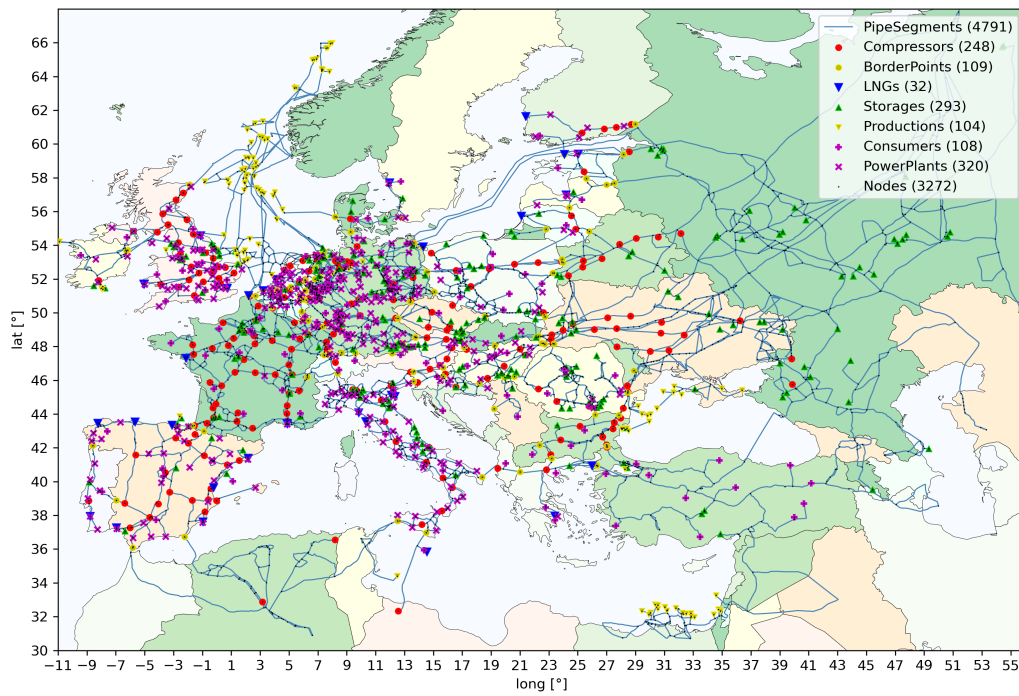 PipeSegments (4791)
Compressors (248)
BorderPoints (109)
LNGs (32)
Storages (293)
Productions (104)
Consumers (108)
PowerPlants (320)
Nodes (3272)
lat [°]
66
64
62
60
58
56
54
52
50
48
46
44
42
40
38
36
34
32
30
−11 −9 −7 −5 −3 −1 1 3 5 7 9 11 13 15 17 19 21 23 25 27 29 31 33 35 37 39 41 43 45 47 49 51 53 55
long [°]